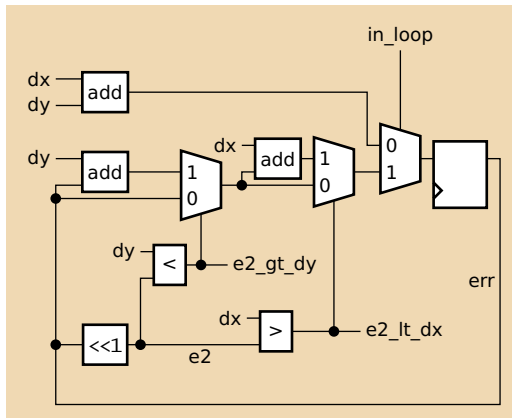 in_loop
dx
dy
add
0
1
dy
add
1
0
dx
add
1
0
dy
<
e2_gt_dy
err
dx
>
e2_lt_dx
<<1
e2